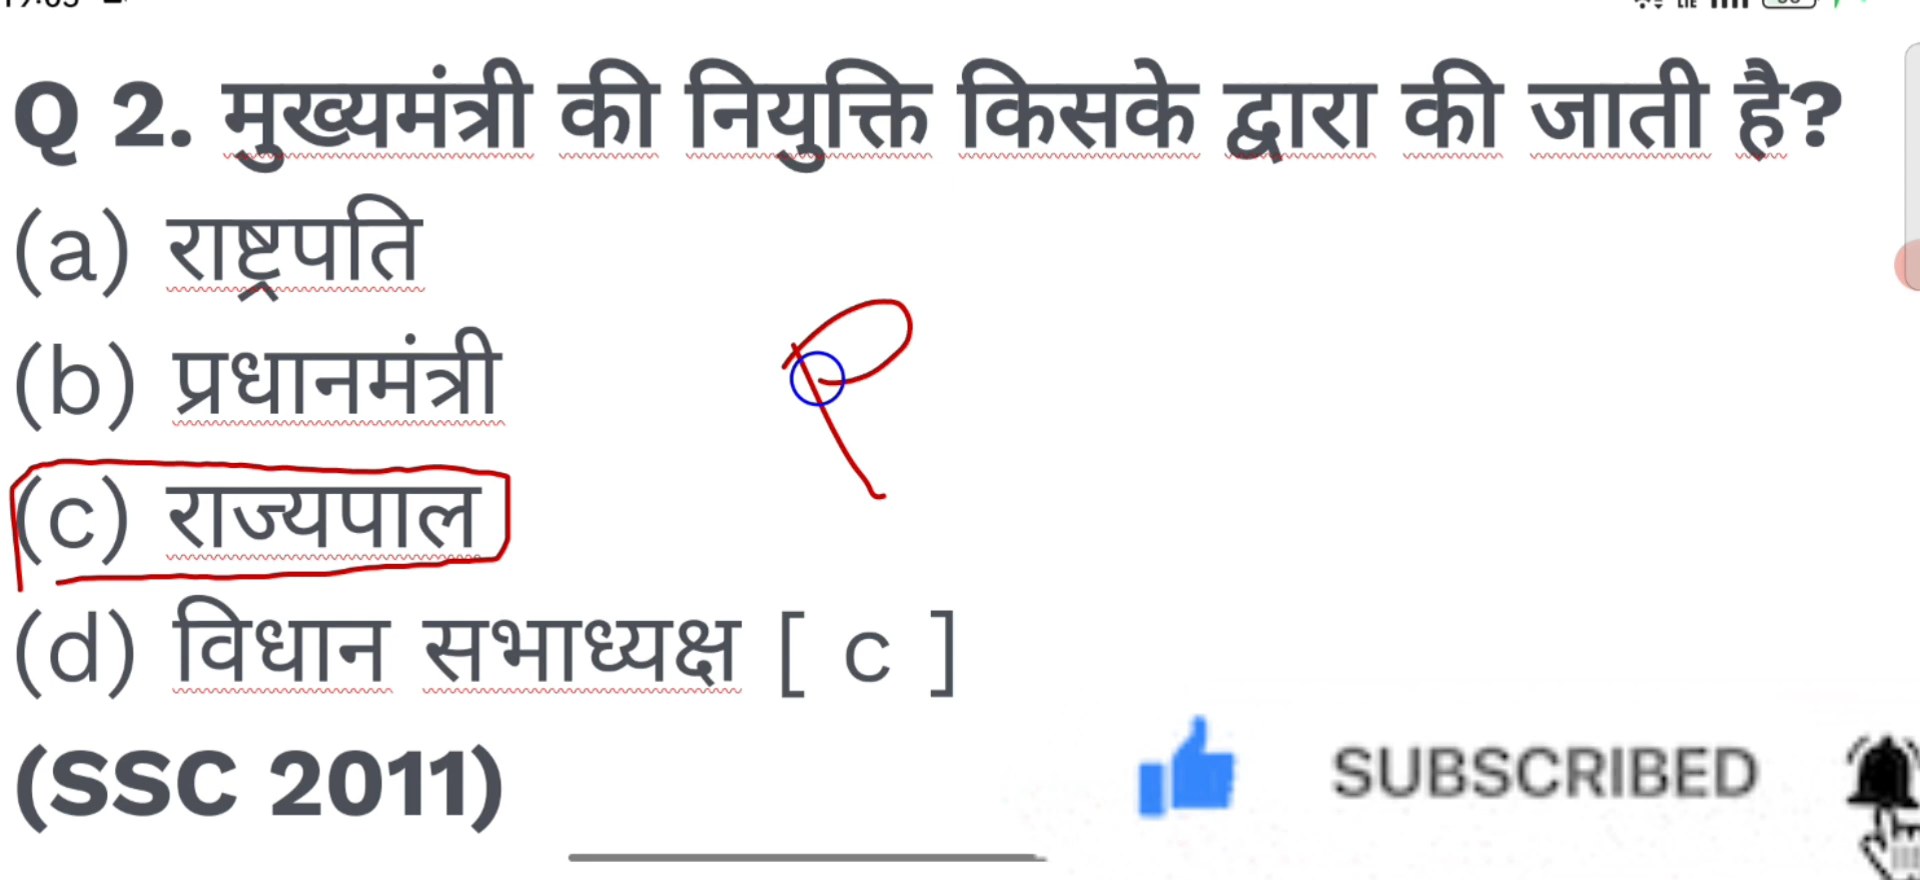 Q 2. मुख्यमंत्री की नियुक्ति किसके द्वारा की जाती है?
(a) राष्ट्रपति
(b) प्रधानमंत्री
(c) राज्यपाल
(d) विधान सभाध्यक्ष [ c ]
(SSC 2011)
SUBSCRIBED